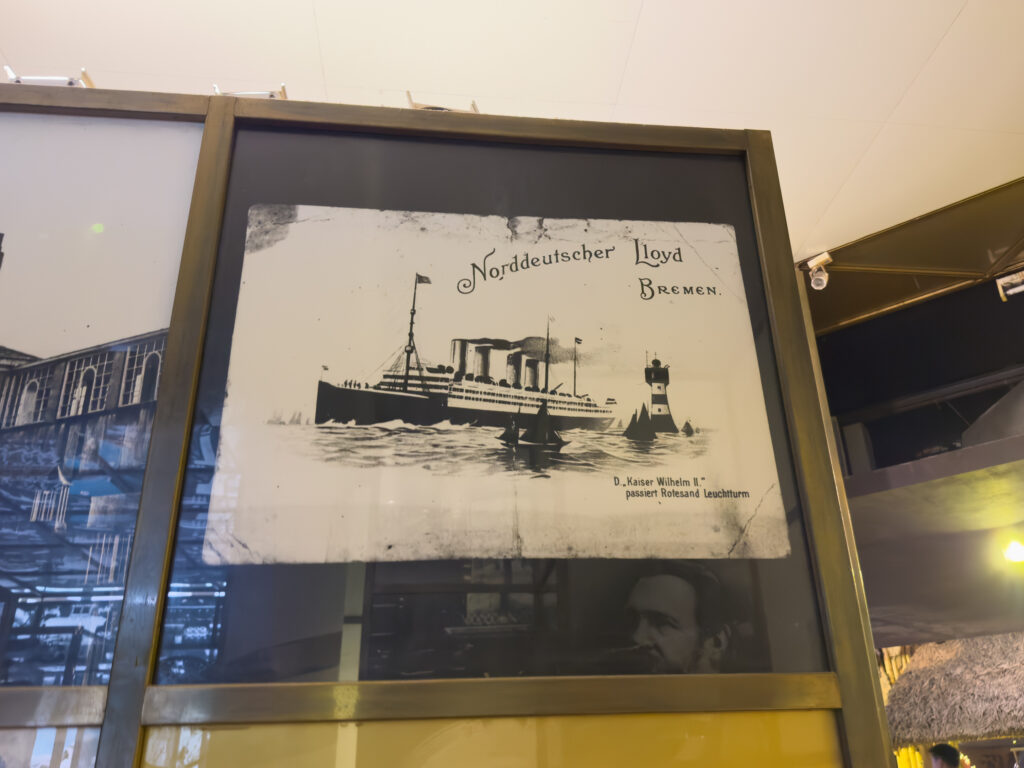 Norddeutscher Lloyd
BREMEN.
D. „Kaiser Wilhelm II."
passiert Rotesand Leuchtturm